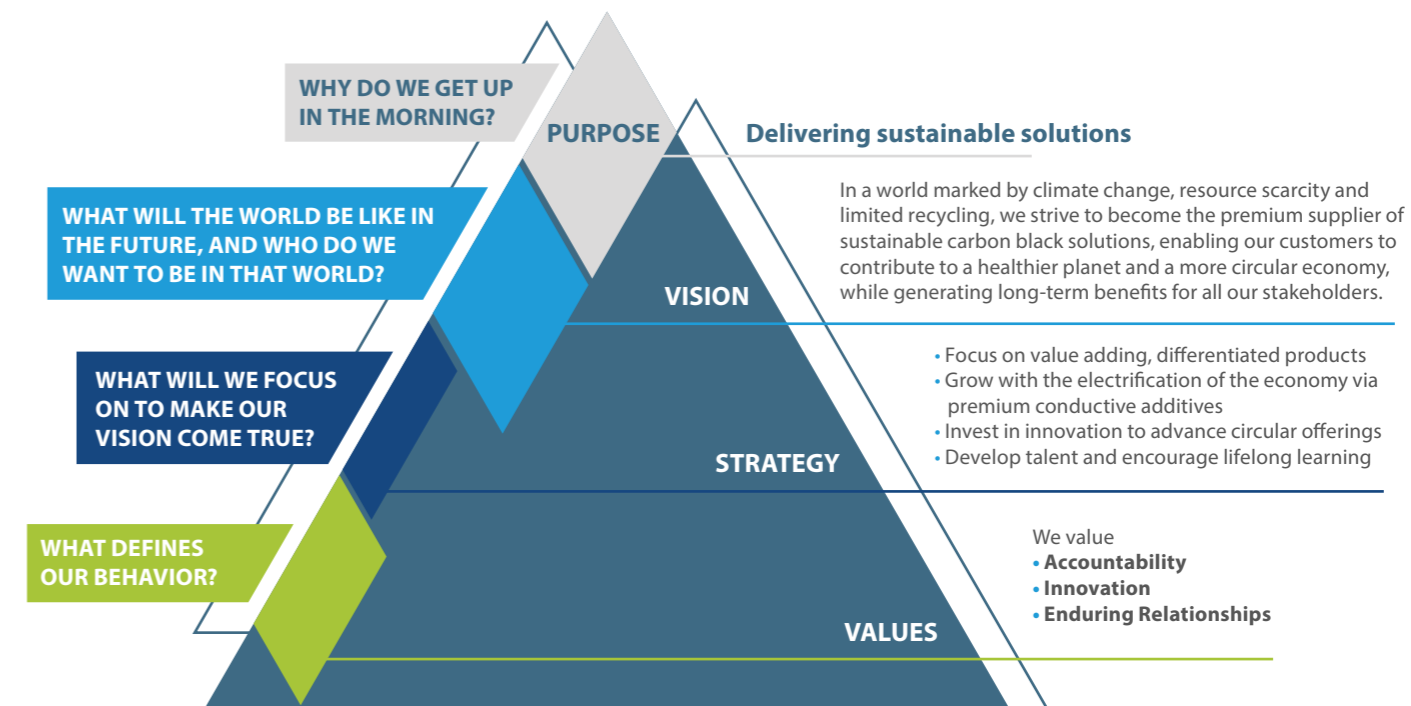 WHY DO WE GET UP
IN THE MORNING?
PURPOSE
Delivering sustainable solutions
WHAT WILL THE WORLD BE LIKE IN
THE FUTURE, AND WHO DO WE
WANT TO BE IN THAT WORLD?
VISION
In a world marked by climate change, resource scarcity and
limited recycling, we strive to become the premium supplier of
sustainable carbon black solutions, enabling our customers to
contribute to a healthier planet and a more circular economy,
while generating long-term benefits for all our stakeholders.
WHAT WILL WE FOCUS
ON TO MAKE OUR
VISION COME TRUE?
STRATEGY
• Focus on value adding, differentiated products
• Grow with the electrification of the economy via
premium conductive additives
• Invest in innovation to advance circular offerings
• Develop talent and encourage lifelong learning
WHAT DEFINES
OUR BEHAVIOR?
VALUES
We value
• Accountability
• Innovation
• Enduring Relationships